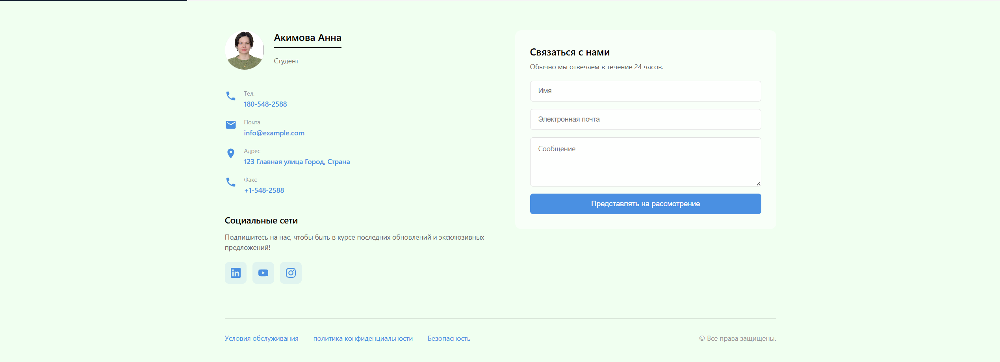 Акимова Анна
Студент
Тел.
180-548-2588
Почта
info@example.com
Адрес
123 Главная улица Город, Страна
Факс
+1-548-2588
Социальные сети
Подпишитесь на нас, чтобы быть в курсе последних обновлений и эксклюзивных
предложений!
Связаться с нами
Обычно мы отвечаем в течение 24 часов.
Имя
Электронная почта
Сообщение
Представлять на рассмотрение
Условия обслуживания
политика конфиденциальности
Безопасность
© Все права защищены.